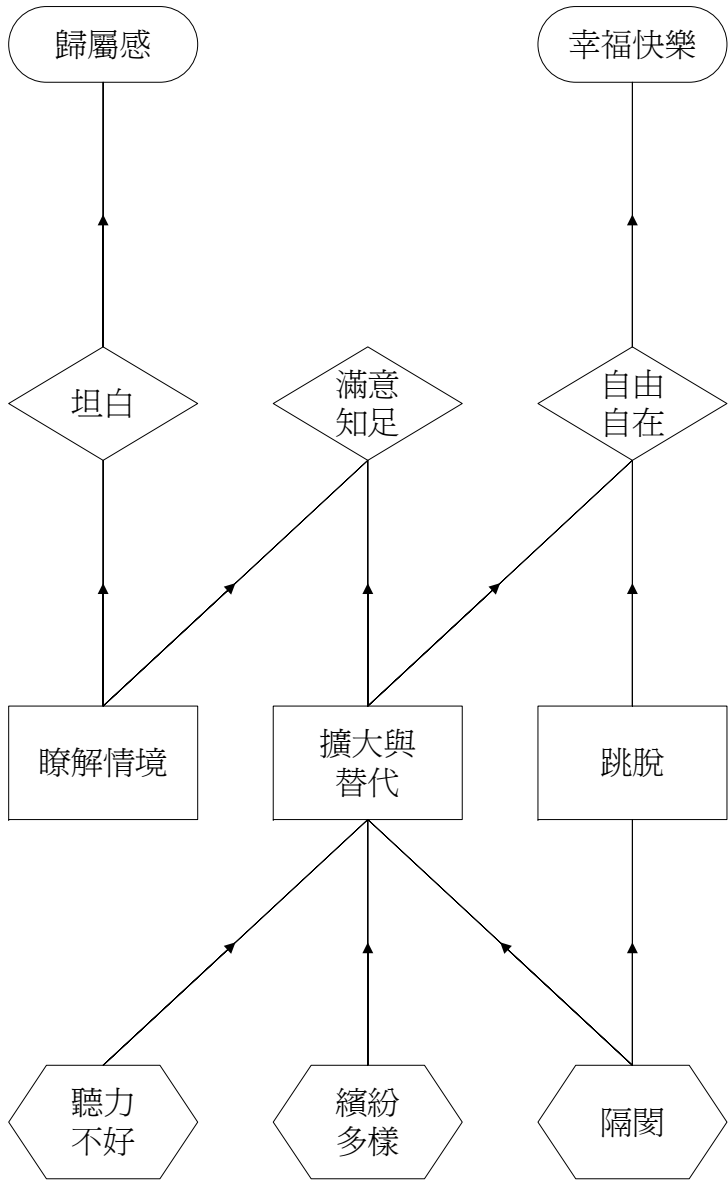 歸屬感
幸福快樂
坦白
滿意
知足
自由
自在
瞭解情境
擴大與
替代
跳脫
聽力
不好
繽紛
多樣
隔閡